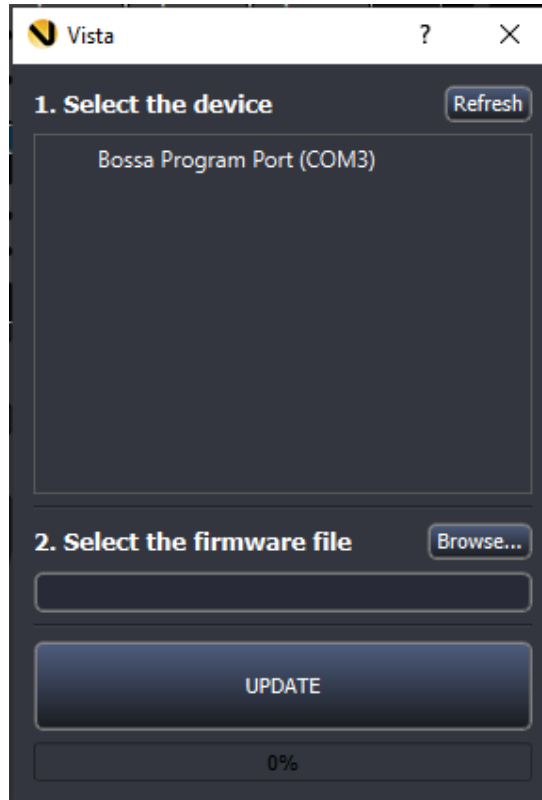 Vista
?
1. Select the device
Refresh
Bossa Program Port (COM3)
2. Select the firmware file
Browse...
UPDATE
0%